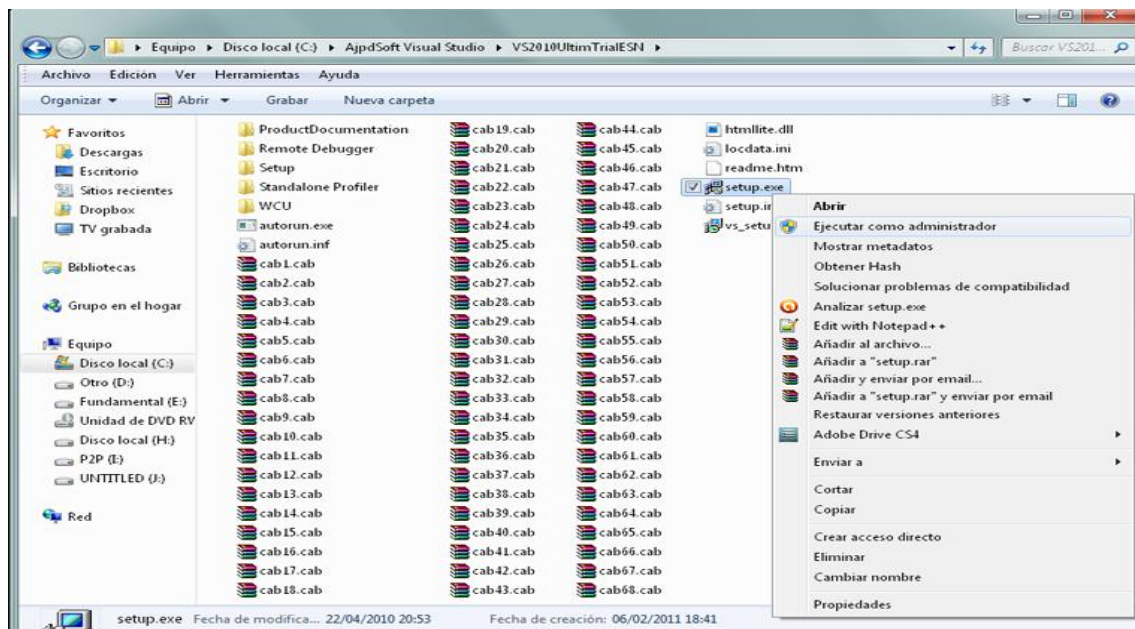 Equipo ▸ Disco local (C:) ▸ AjpdSoft Visual Studio ▸ VS2010UltimTrialESN ▸
Buscar VS201...
Archivo Edición Ver Herramientas Ayuda
Organizar Abrir Grabar Nueva carpeta
Favoritos
Descargas
Escritorio
Sitios recientes
Dropbox
TV grabada
Bibliotecas
Grupo en el hogar
Equipo
Disco local (C:)
Otro (D:)
Fundamental (E:)
Unidad de DVD RV
Disco local (H:)
P2P (I:)
UNTITLED (J:)
Red
ProductDocumentation
Remote Debugger
Setup
Standalone Profiler
WCU
autorun.exe
autorun.inf
cab1.cab
cab2.cab
cab3.cab
cab4.cab
cab5.cab
cab6.cab
cab7.cab
cab8.cab
cab9.cab
cab10.cab
cab11.cab
cab12.cab
cab13.cab
cab14.cab
cab15.cab
cab16.cab
cab17.cab
cab18.cab
cab19.cab
cab20.cab
cab21.cab
cab22.cab
cab23.cab
cab24.cab
cab25.cab
cab26.cab
cab27.cab
cab28.cab
cab29.cab
cab30.cab
cab31.cab
cab32.cab
cab33.cab
cab34.cab
cab35.cab
cab36.cab
cab37.cab
cab38.cab
cab39.cab
cab40.cab
cab41.cab
cab42.cab
cab43.cab
cab44.cab
cab45.cab
cab46.cab
cab47.cab
cab48.cab
cab49.cab
cab50.cab
cab51.cab
cab52.cab
cab53.cab
cab54.cab
cab55.cab
cab56.cab
cab57.cab
cab58.cab
cab59.cab
cab60.cab
cab61.cab
cab62.cab
cab63.cab
cab64.cab
cab65.cab
cab66.cab
cab67.cab
cab68.cab
htmllite.dll
locdata.ini
readme.htm
setup.exe
setup.in
vs_setu
Abrir
Ejecutar como administrador
Mostrar metadatos
Obtener Hash
Solucionar problemas de compatibilidad
Analizar setup.exe
Edit with Notepad++
Añadir al archivo...
Añadir a "setup.rar"
Añadir y enviar por email...
Añadir a "setup.rar" y enviar por email
Restaurar versiones anteriores
Adobe Drive CS4
Enviar a
Cortar
Copiar
Crear acceso directo
Eliminar
Cambiar nombre
Propiedades
setup.exe Fecha de modifica... 22/04/2010 20:53 Fecha de creación: 06/02/2011 18:41